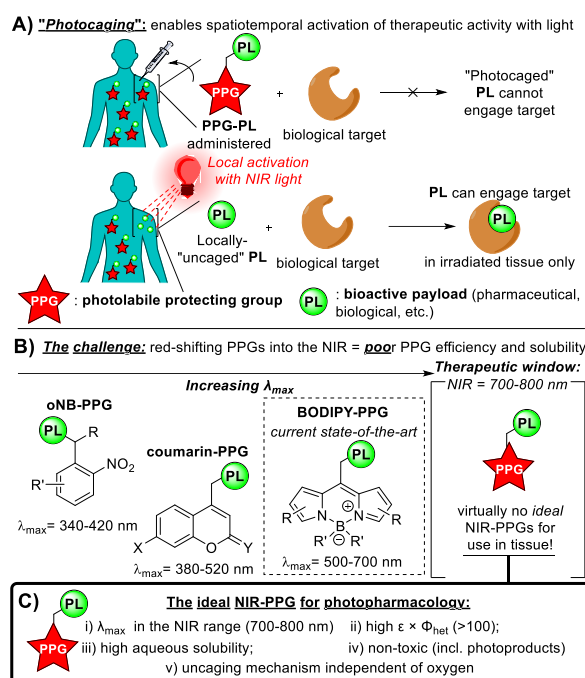 A) "Photocaging": enables spatiotemporal activation of therapeutic activity with light
PL
PPG
PPG-PL
administered
+
biological target
"Photocaged"
PL cannot
engage target
Local activation
with NIR light
PL
Locally-
"uncaged" PL
+
biological target
PL can engage target
PL
in irradiated tissue only
PPG : photolabile protecting group
PL : bioactive payload (pharmaceutical,
biological, etc.)
B) The challenge: red-shifting PPGs into the NIR = poor PPG efficiency and solubility
Increasing λmax
Therapeutic window:
NIR = 700-800 nm
oNB-PPG
PL
R
NO2
R'
λmax= 340-420 nm
coumarin-PPG
PL
X
O
Y
λmax= 380-520 nm
BODIPY-PPG
current state-of-the-art
PL
R
N
⊕
N
R
B
⊖
R'
R'
λmax= 500-700 nm
PL
PPG
virtually no ideal
NIR-PPGs for
use in tissue!
C) The ideal NIR-PPG for photopharmacology:
PL
PPG
i) λmax in the NIR range (700-800 nm) ii) high ε × Φhet (>100);
iii) high aqueous solubility; iv) non-toxic (incl. photoproducts)
v) uncaging mechanism independent of oxygen